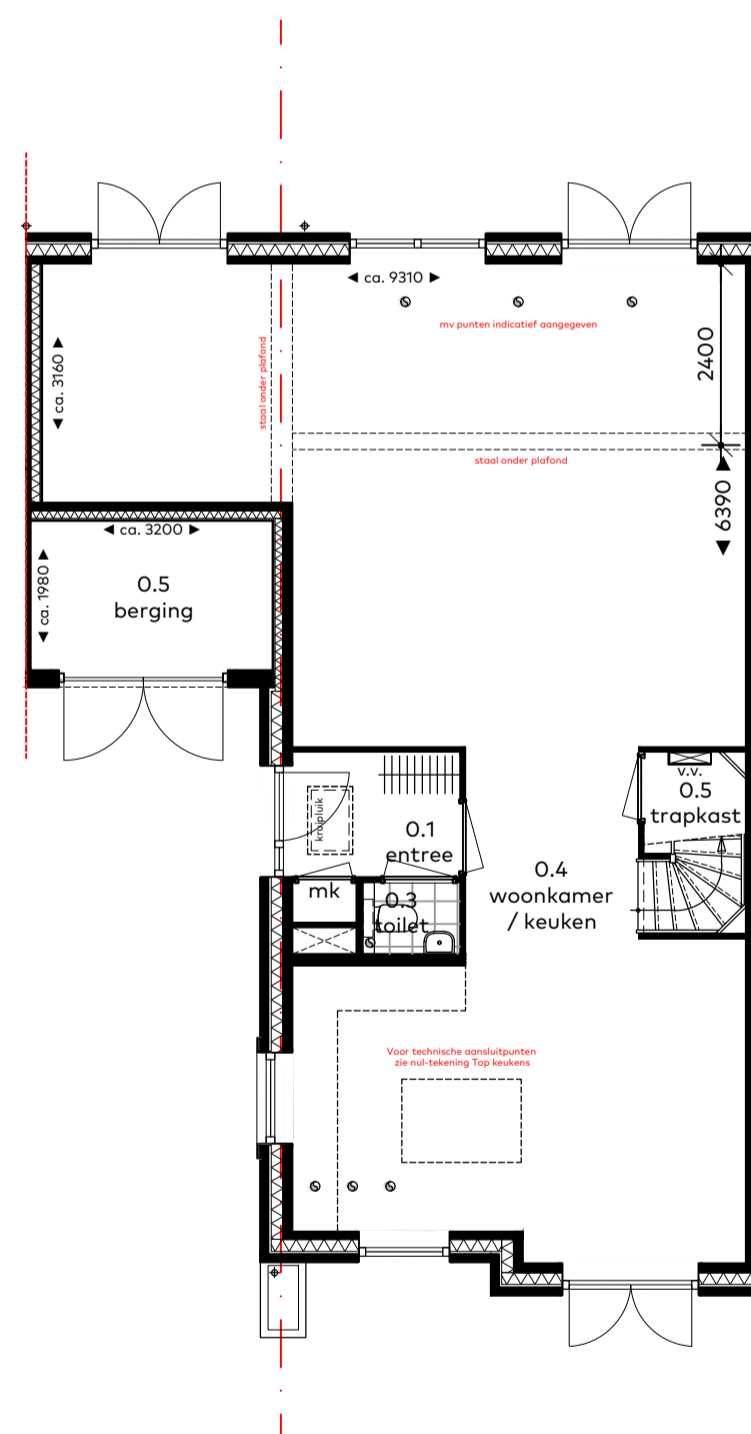 ca. 9310
mv punten indicatief aangegeven
2400
ca. 3160
staal onder plafond
staal onder plafond
6390
ca. 3200
ca. 1980
0.5
berging
kruipluik
0.1
entree
v.v.
0.5
trapkast
mk
0.3
toilet
0.4
woonkamer
/ keuken
Voor technische aansluitpunten
zie nul-tekening Top keukens